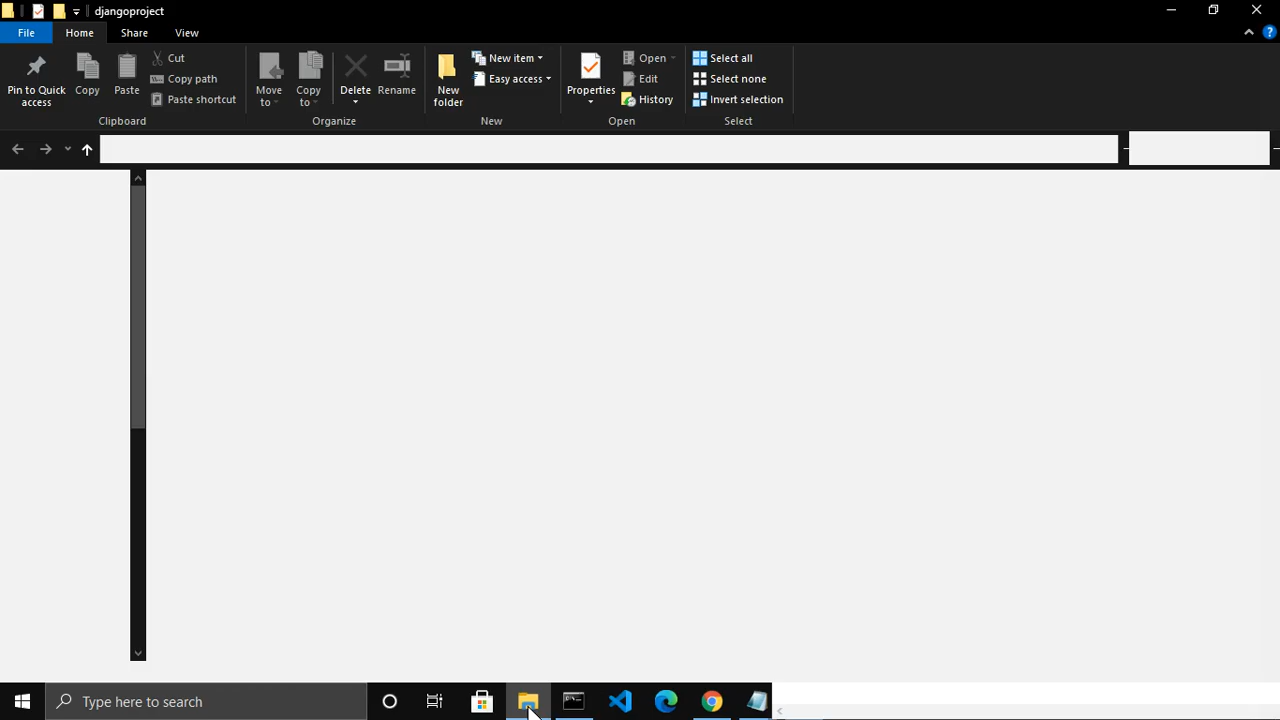 djangoproject
File Home Share View
Pin to Quick access
Copy
Paste
Cut
Copy path
Paste shortcut
Clipboard
Move to
Copy to
Delete
Rename
Organize
New folder
New item
Easy access
New
Properties
Open
Edit
History
Open
Select all
Select none
Invert selection
Select
Type here to search